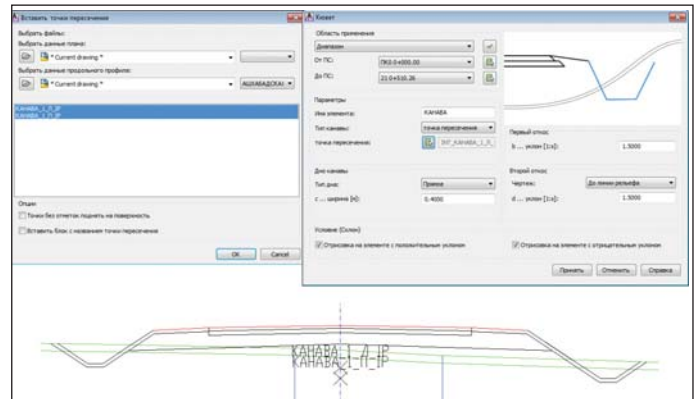 Вставить точки пересечения
Выбрать файлы:
Выбрать данные плана:
* Current drawing *
Выбрать данные продольного профиля:
* Current drawing *
АШХАБАДСКАЯ
КАНАВА_1_Л_IP
КАНАВА_1_П_IP
Опции
Точки без отметок поднять на поверхность
Вставить блок с названием точки пересечения
OK
Cancel
Кювет
Область применения
Диапазон
От ПС:
ПК0.0+000.00
До ПС:
21.0+510.26
Параметры
Имя элемента:
КАНАВА
Тип канавы:
точка пересечения
точка пересечения:
INT_КАНАВА_1_Л_
Первый откос
b ... уклон [1:x]:
1.5000
Дно канавы
Тип дна:
Прямое
c ... ширина [м]:
0.4000
Второй откос
Чертеж:
До линии рельефа
d ... уклон [1:x]:
1.5000
Условие (Склон)
Отрисовка на элементе с положительным уклоном
Отрисовка на элементе с отрицательным уклоном
Принять
Отменить
Справка
КАНАВА_1_Л_IP
КАНАВА_1_П_IP